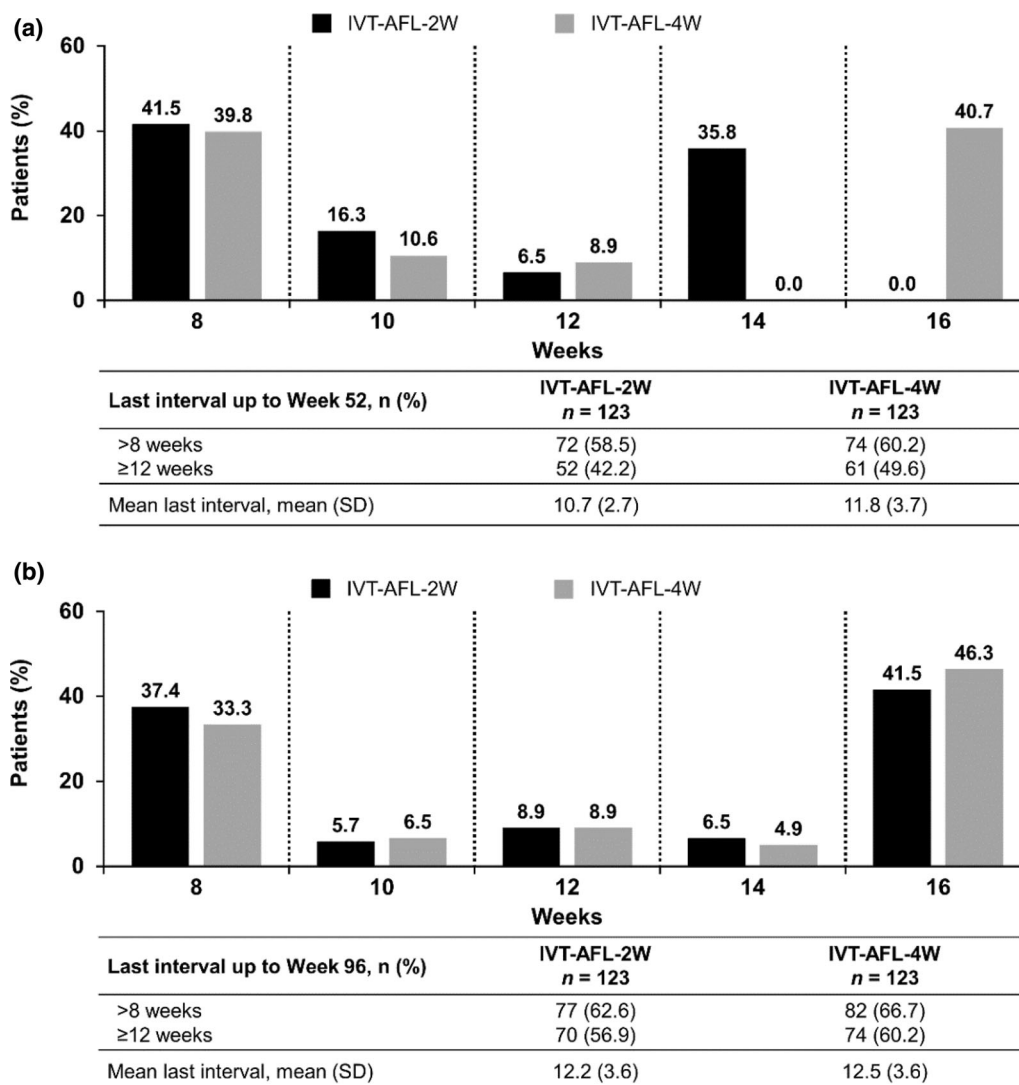 (a)
IVT-AFL-2W IVT-AFL-4W
60
40
20
0
Patients (%)
41.5 39.8
16.3 10.6
6.5 8.9
35.8 0.0
0.0 40.7
8 10 12 14 16
Weeks
Last interval up to Week 52, n (%) IVT-AFL-2W n = 123 IVT-AFL-4W n = 123
>8 weeks 72 (58.5) 74 (60.2)
≥12 weeks 52 (42.2) 61 (49.6)
Mean last interval, mean (SD) 10.7 (2.7) 11.8 (3.7)
(b)
IVT-AFL-2W IVT-AFL-4W
60
40
20
0
Patients (%)
37.4 33.3
5.7 6.5
8.9 8.9
6.5 4.9
41.5 46.3
8 10 12 14 16
Weeks
Last interval up to Week 96, n (%) IVT-AFL-2W n = 123 IVT-AFL-4W n = 123
>8 weeks 77 (62.6) 82 (66.7)
≥12 weeks 70 (56.9) 74 (60.2)
Mean last interval, mean (SD) 12.2 (3.6) 12.5 (3.6)